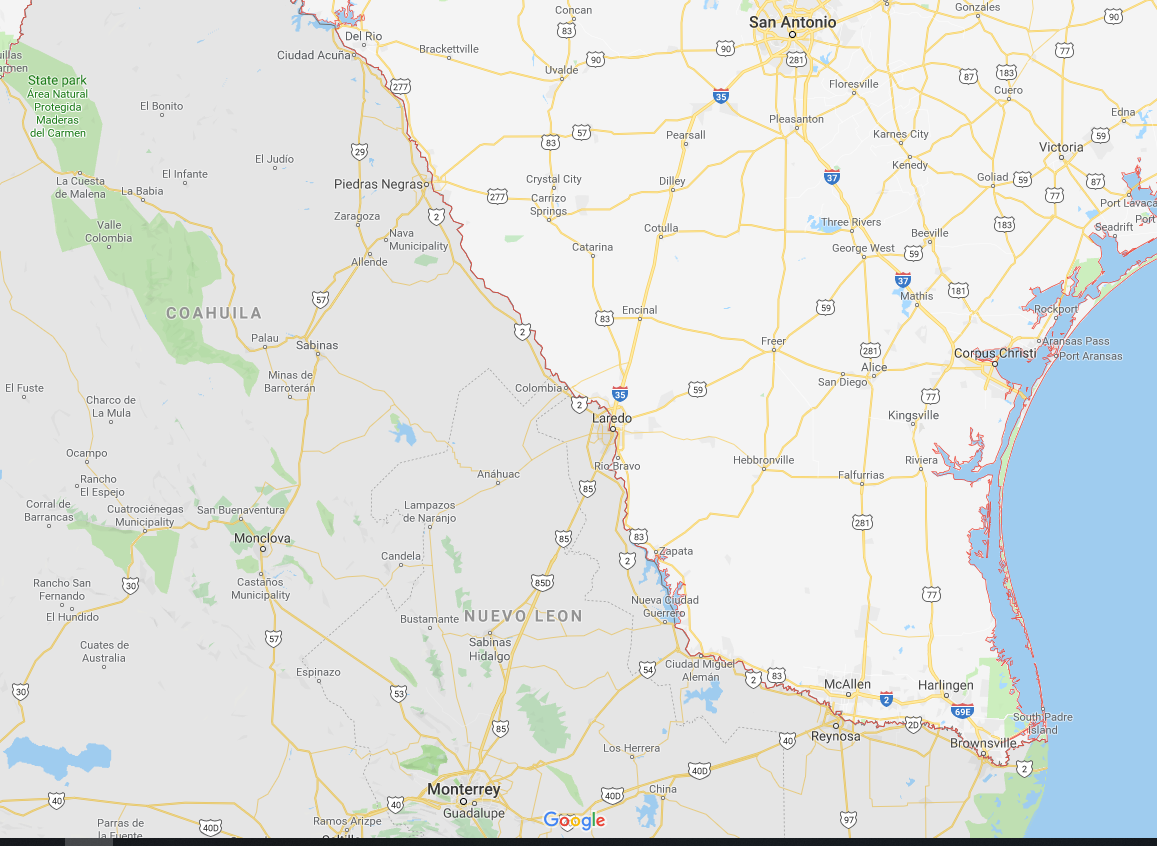 Concan
83
San Antonio
Gonzales
90
Del Rio
Ciudad Acuña
Brackettville
90
Uvalde
90
281
77
State park
Área Natural
Protegida
Maderas
del Carmen
277
35
Floresville
87
183
Cuero
El Bonito
Pleasanton
Edna
83
57
Pearsall
Karnes City
59
29
Victoria
El Judío
Kenedy
El Infante
37
La Cuesta
de Malena
La Babia
Piedras Negras
277
Crystal City
Dilley
Goliad
59
87
Carrizo
Springs
77
Port Lavaca
Zaragoza
2
Cotulla
Three Rivers
183
Port
Seadrift
Valle
Colombia
Nava
Municipality
Catarina
George West
Beeville
59
Allende
37
57
Mathis
181
COAHUILA
83
Encinal
59
Rockport
Palau
Sabinas
2
Freer
281
Aransas Pass
Corpus Christi
Port Aransas
Minas de
Barroterán
Alice
San Diego
El Fuste
Colombia
35
59
77
Charco de
La Mula
2
Laredo
Kingsville
Ocampo
Anáhuac
Rio Bravo
Hebbronville
Riviera
Falfurrias
Rancho
El Espejo
85
Corral de
Barrancas
Cuatrociénegas
Municipality
San Buenaventura
Lampazos
de Naranjo
281
Monclova
85
83
Candela
2
Zapata
Rancho San
Fernando
30
Castaños
Municipality
85D
77
El Hundido
Bustamante
NUEVO LEON
Nueva Ciudad
Guerrero
57
Sabinas
Hidalgo
Cuates de
Australia
Espinazo
54
Ciudad Miguel
Alemán
2
83
30
53
McAllen
2
Harlingen
69E
85
South Padre
Island
Reynosa
2D
40
Los Herrera
Brownsville
40D
2
Monterrey
China
40
40
40D
Guadalupe
Google
97
Parras de
la Fuente
40D
Ramos Arizpe